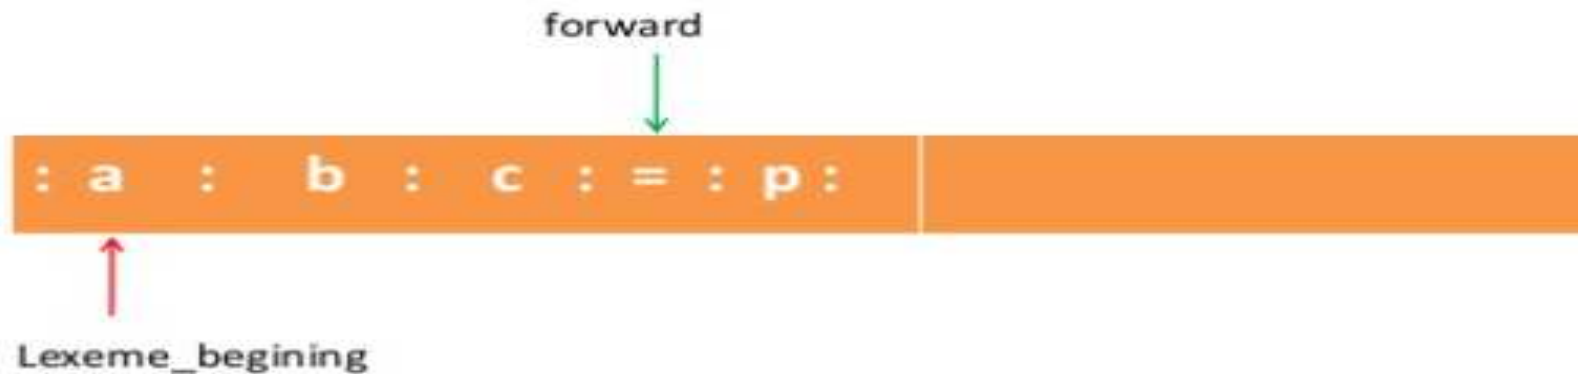 forward
: a : b : c : = : p :
Lexeme_begining